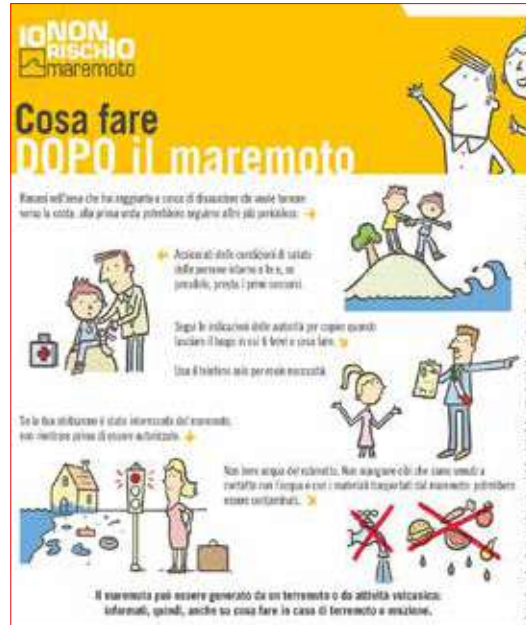 IO NON
RISCHIO
maremoto
Cosa fare
DOPO il maremoto
Rimani nell'area che hai raggiunto e cerca di dissuadere chi vuole tornare
verso la costa: alla prima onda potrebbero seguirne altre più pericolose.
Assicurati delle condizioni di salute
delle persone intorno a te e, se
possibile, presta i primi soccorsi.
Segui le indicazioni delle autorità per capire quando
lasciare il luogo in cui ti trovi e cosa fare.
Usa il telefono solo per reale necessità.
Se la tua abitazione è stata interessata dal maremoto,
non rientrare prima di essere autorizzato.
Non bere acqua del rubinetto. Non mangiare cibi che siano venuti a
contatto con l'acqua e con i materiali trasportati dal maremoto: potrebbero
essere contaminati.
Il maremoto può essere generato da un terremoto o da attività vulcanica:
informati, quindi, anche su cosa fare in caso di terremoto e eruzione.